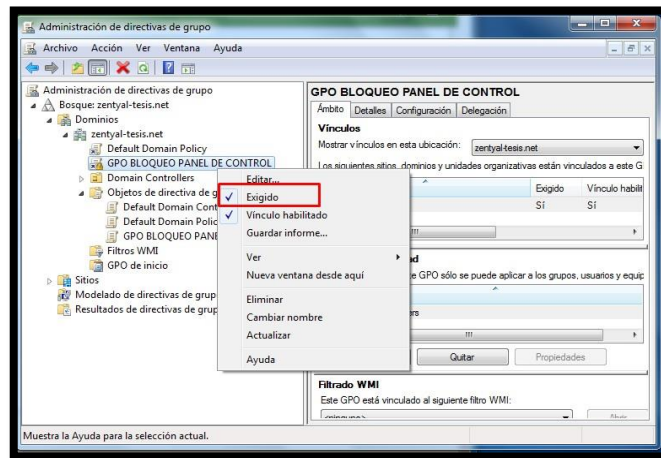 Administración de directivas de grupo
Archivo Acción Ver Ventana Ayuda
Administración de directivas de grupo
Bosque: zentyal-tesis.net
Dominios
zentyal-tesis.net
Default Domain Policy
GPO BLOQUEO PANEL DE CONTROL
Domain Controllers
Objetos de directiva de g
Default Domain Cont
Default Domain Polic
GPO BLOQUEO PANE
Filtros WMI
GPO de inicio
Sitios
Modelado de directivas de grup
Resultados de directivas de grup
Editar...
Exigido
Vínculo habilitado
Guardar informe...
Ver
Nueva ventana desde aquí
Eliminar
Cambiar nombre
Actualizar
Ayuda
GPO BLOQUEO PANEL DE CONTROL
Ámbito Detalles Configuración Delegación
Vínculos
Mostrar vínculos en esta ubicación: zentyal-tesis.net
Los siguientes sitios, dominios y unidades organizativas están vinculados a este G
Exigido Vínculo habilit
Sí Sí
GPO sólo se puede aplicar a los grupos, usuarios y equip
Quitar Propiedades
Filtrado WMI
Este GPO está vinculado al siguiente filtro WMI:
<ninguno>
Muestra la Ayuda para la selección actual.